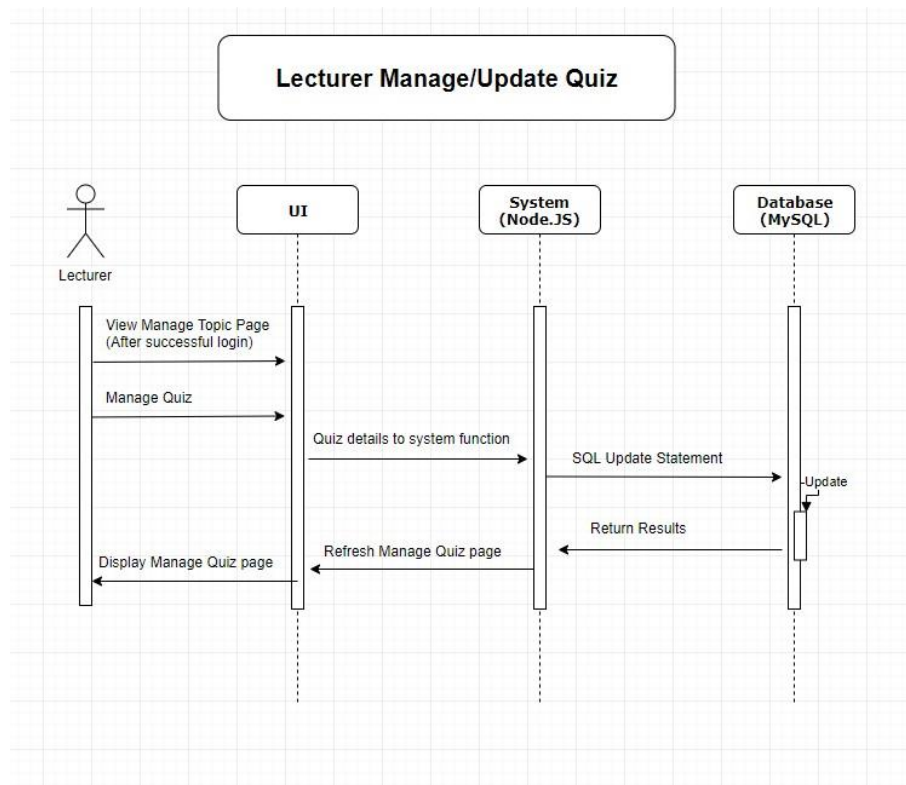 Lecturer Manage/Update Quiz
UI
System
(Node.JS)
Database
(MySQL)
Lecturer
View Manage Topic Page
(After successful login)
Manage Quiz
Quiz details to system function
SQL Update Statement
Update
Return Results
Refresh Manage Quiz page
Display Manage Quiz page